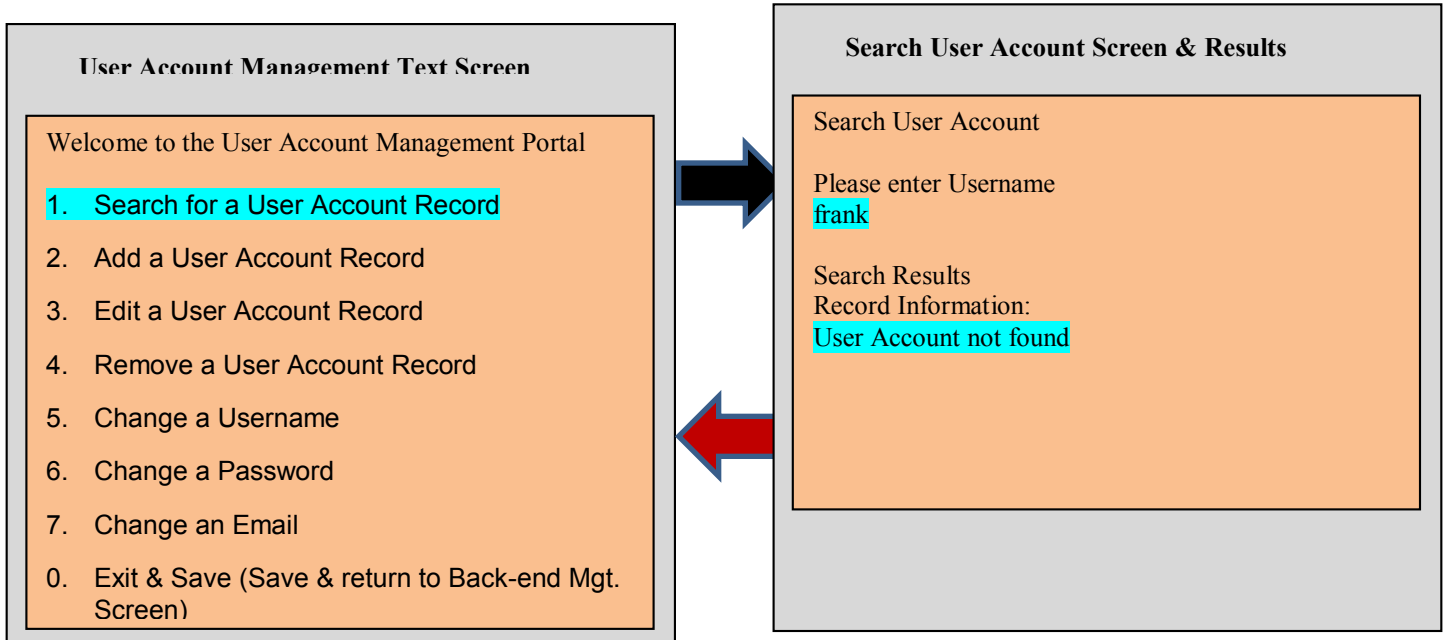 User Account Management Text Screen
Welcome to the User Account Management Portal
1. Search for a User Account Record
2. Add a User Account Record
3. Edit a User Account Record
4. Remove a User Account Record
5. Change a Username
6. Change a Password
7. Change an Email
0. Exit & Save (Save & return to Back-end Mgt.
Screen)
Search User Account Screen & Results
Search User Account
Please enter Username
frank
Search Results
Record Information:
User Account not found